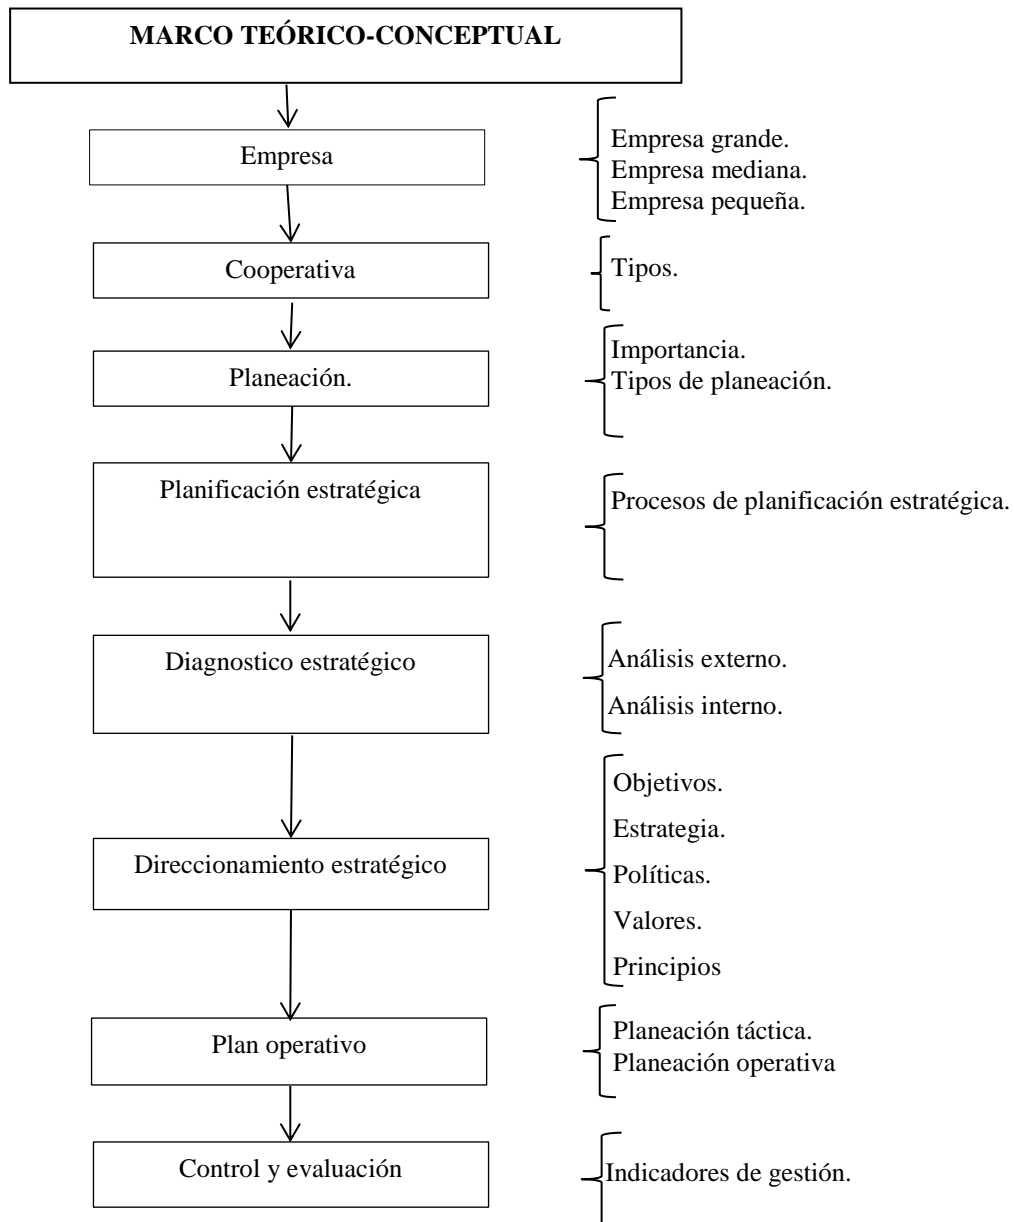 MARCO TEÓRICO-CONCEPTUAL
Empresa
Empresa grande.
Empresa mediana.
Empresa pequeña.
Cooperativa
Tipos.
Planeación.
Importancia.
Tipos de planeación.
Planificación estratégica
Procesos de planificación estratégica.
Diagnostico estratégico
Análisis externo.
Análisis interno.
Direccionamiento estratégico
Objetivos.
Estrategia.
Políticas.
Valores.
Principios
Plan operativo
Planeación táctica.
Planeación operativa
Control y evaluación
Indicadores de gestión.